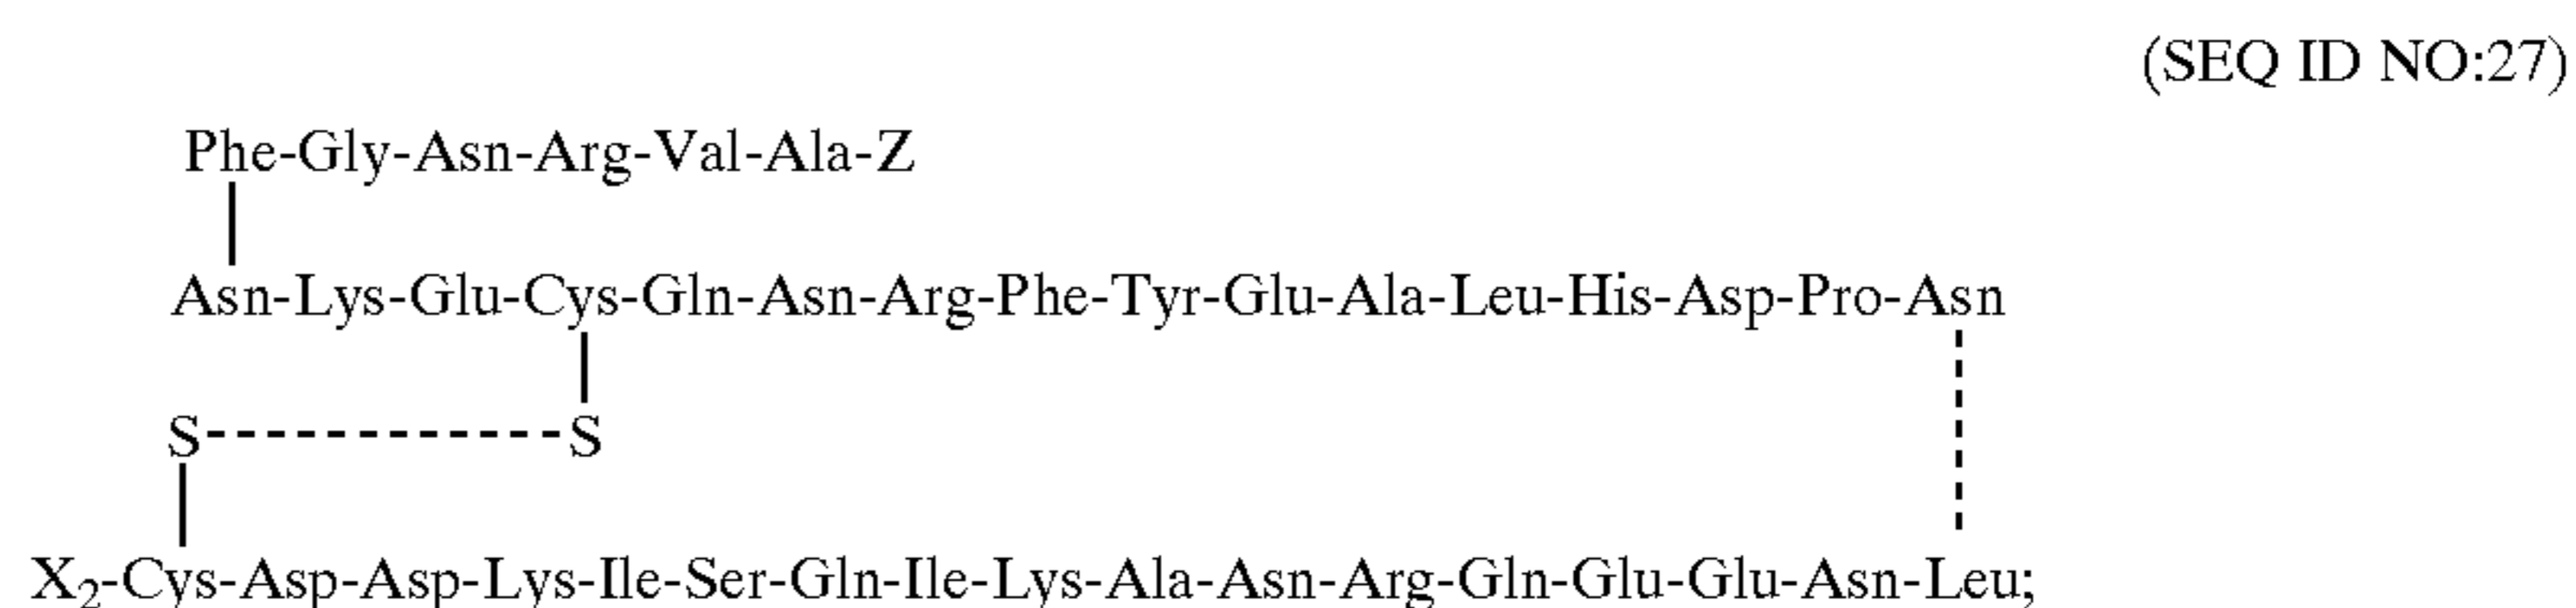 (SEQ ID NO:27)
Phe-Gly-Asn-Arg-Val-Ala-Z
Asn-Lys-Glu-Cys-Gln-Asn-Arg-Phe-Tyr-Glu-Ala-Leu-His-Asp-Pro-Asn
S-------------S
X₂-Cys-Asp-Asp-Lys-Ile-Ser-Gln-Ile-Lys-Ala-Asn-Arg-Gln-Glu-Glu-Asn-Leu;